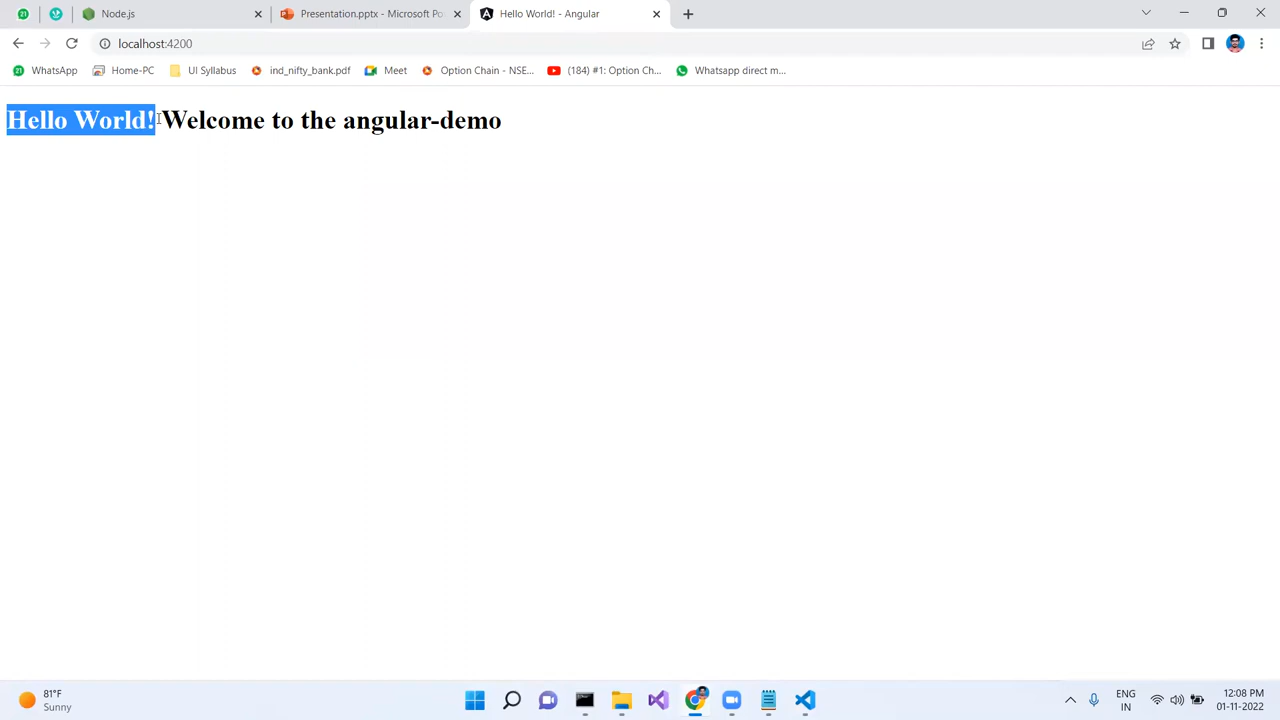 21
Node.js
Presentation.pptx - Microsoft Po
Hello World! - Angular
localhost:4200
21 WhatsApp
Home-PC
UI Syllabus
ind_nifty_bank.pdf
Meet
Option Chain - NSE...
(184) #1: Option Ch...
Whatsapp direct m...
Hello World! Welcome to the angular-demo
81°F
Sunny
ENG
IN
12:08 PM
01-11-2022